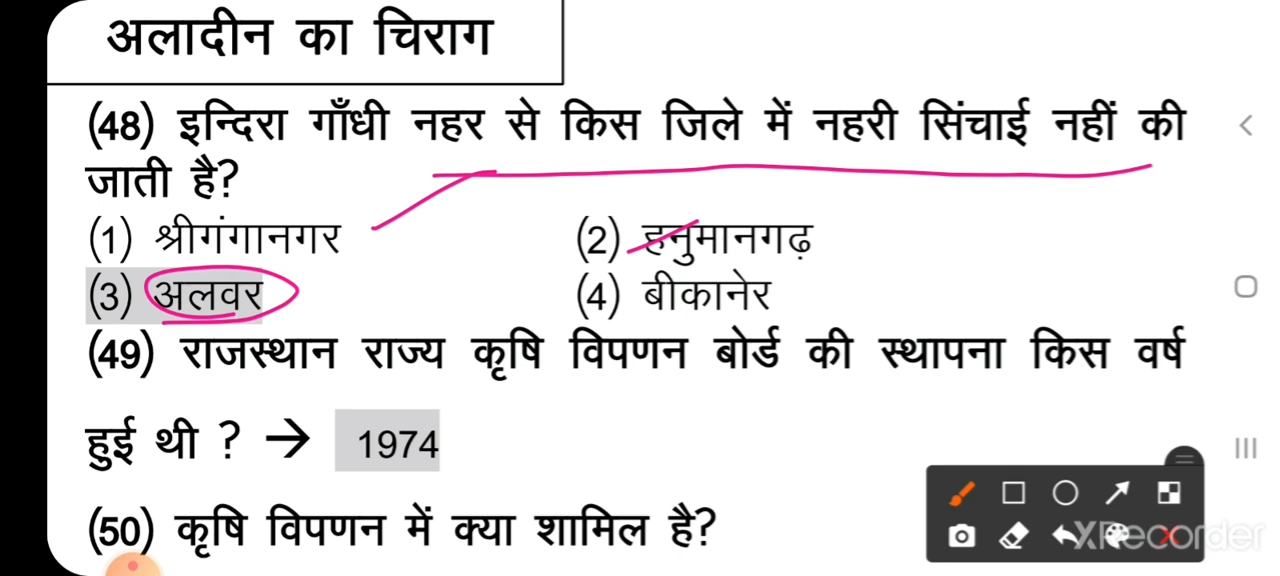 अलादीन का चिराग
(48) इन्दिरा गाँधी नहर से किस जिले में नहरी सिंचाई नहीं की
जाती है?
(1) श्रीगंगानगर (2) हनुमानगढ़
(3) अलवर (4) बीकानेर
(49) राजस्थान राज्य कृषि विपणन बोर्ड की स्थापना किस वर्ष
हुई थी ? → 1974
(50) कृषि विपणन में क्या शामिल है?
XRecorder